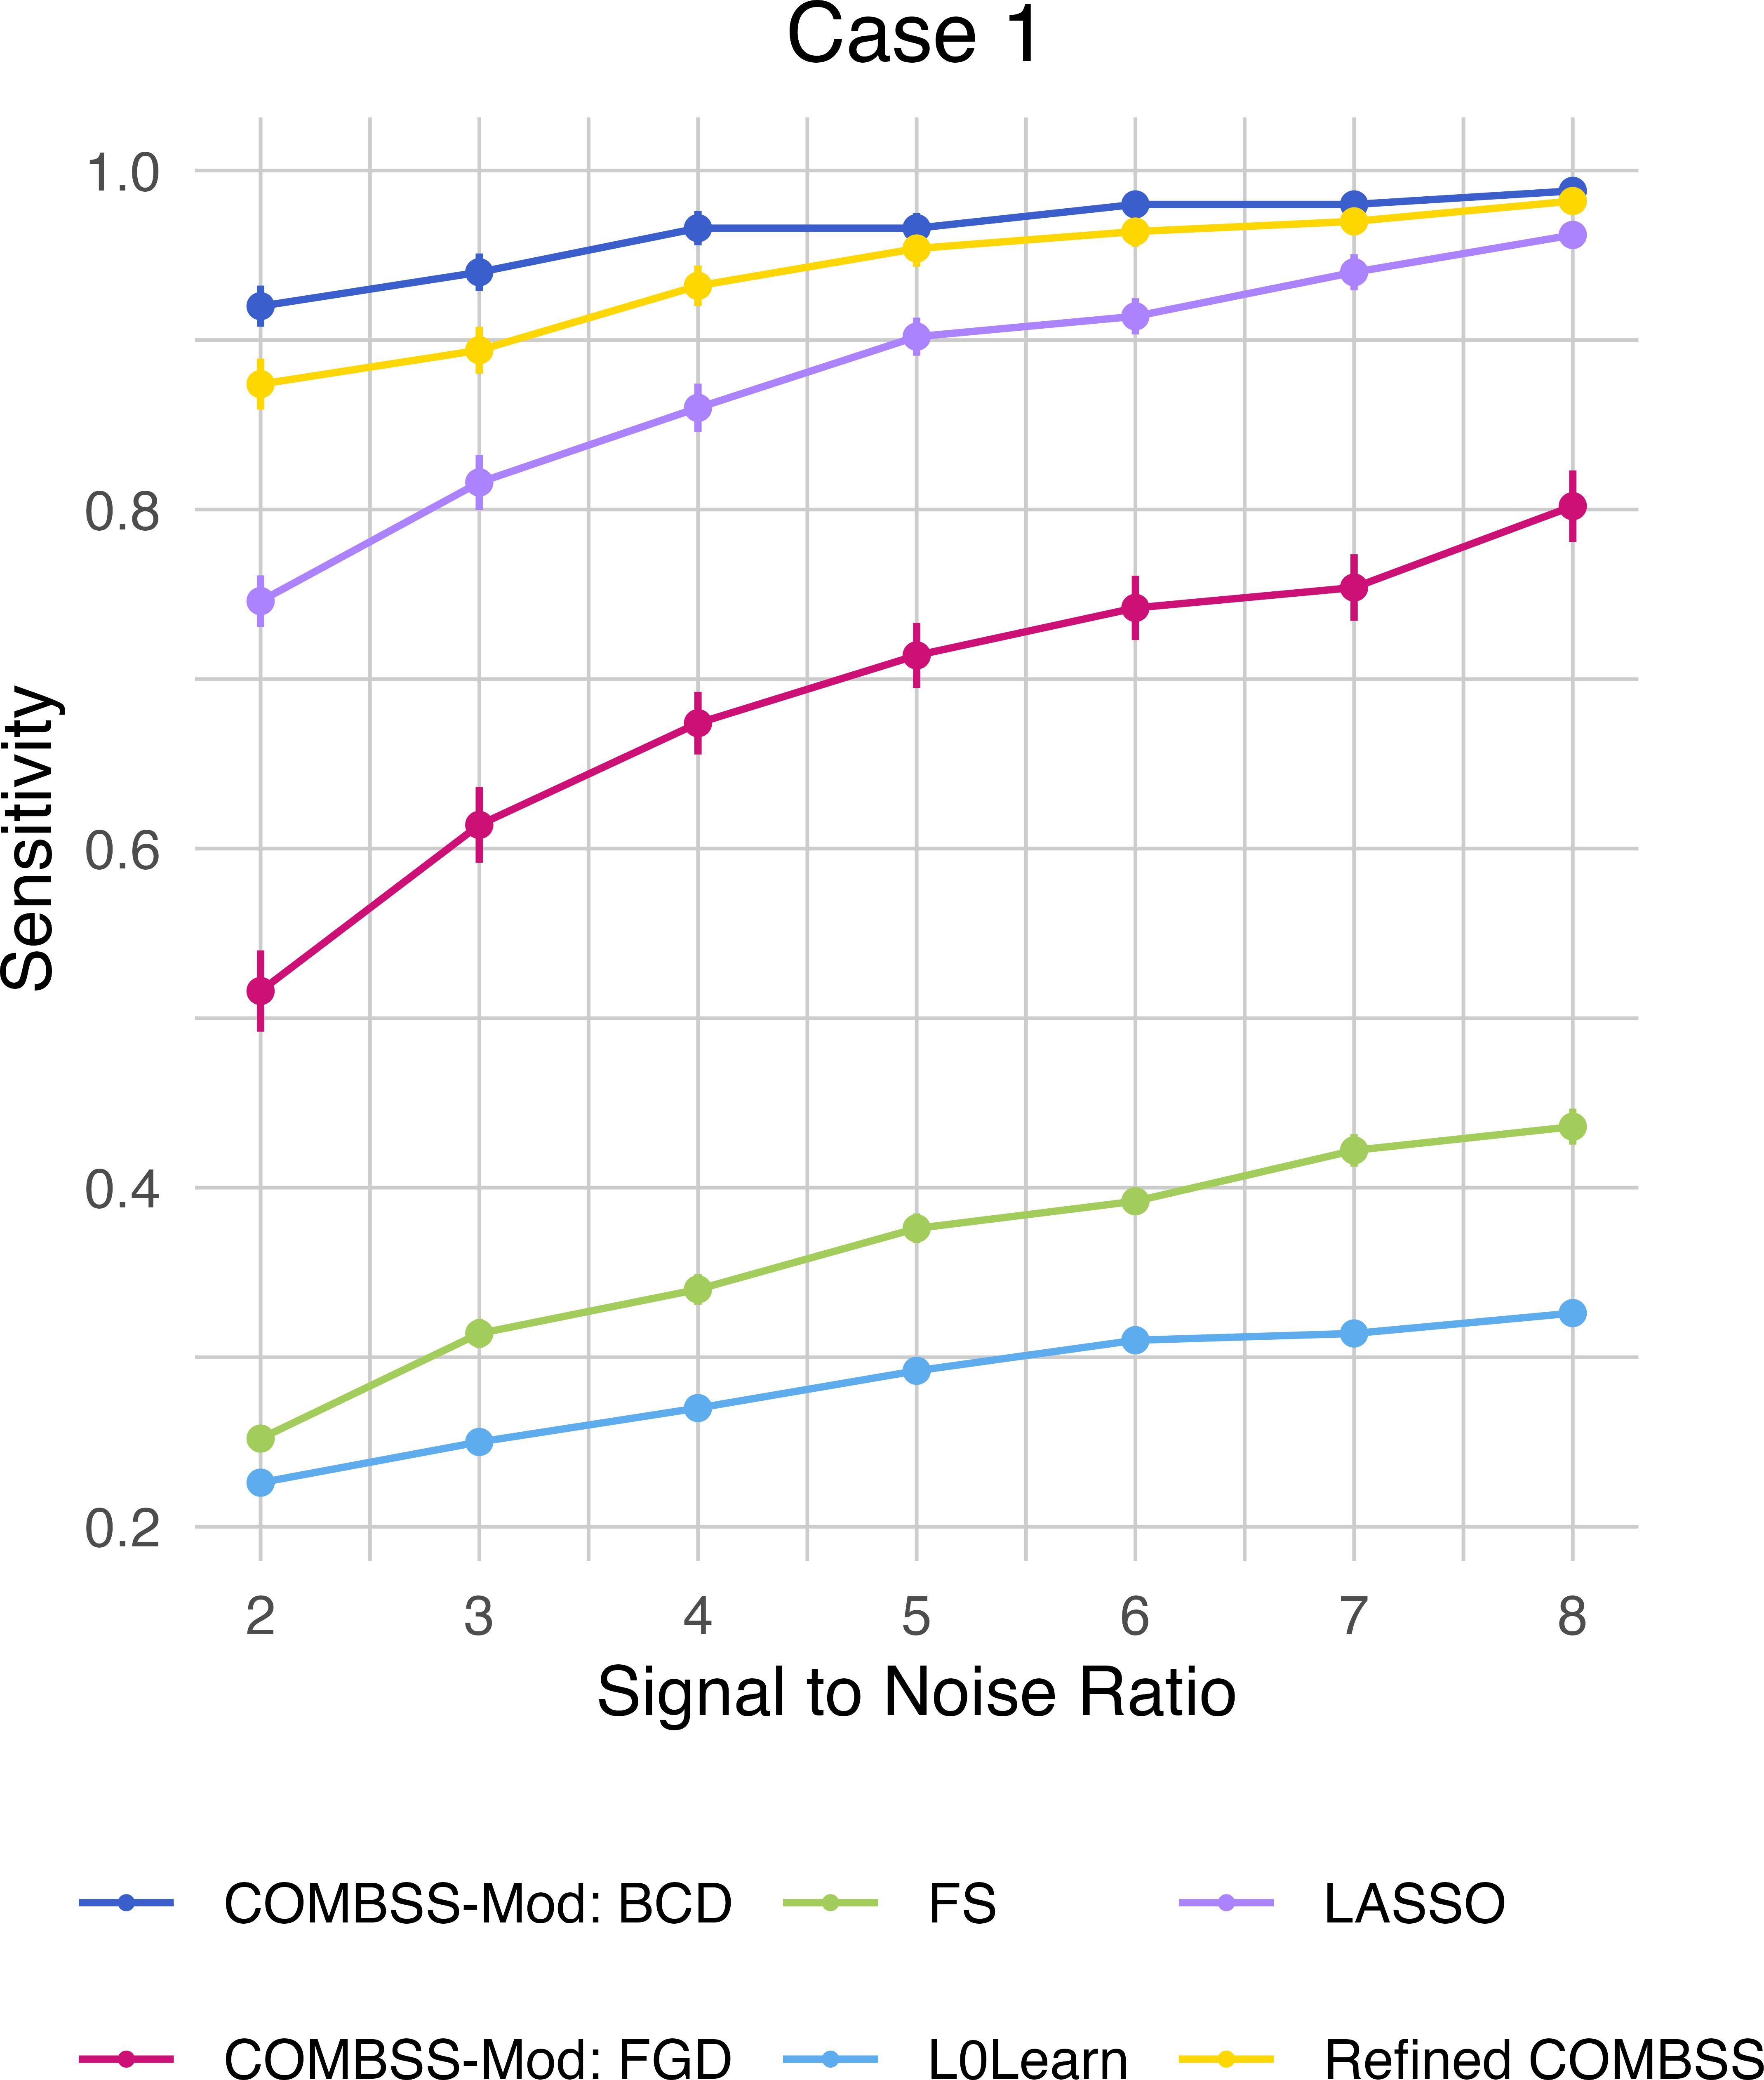 Case 1
1.0
0.8
0.6
0.4
0.2
Sensitivity
2 3 4 5 6 7 8
Signal to Noise Ratio
COMBSS-Mod: BCD FS LASSO
COMBSS-Mod: FGD L0Learn Refined COMBSS